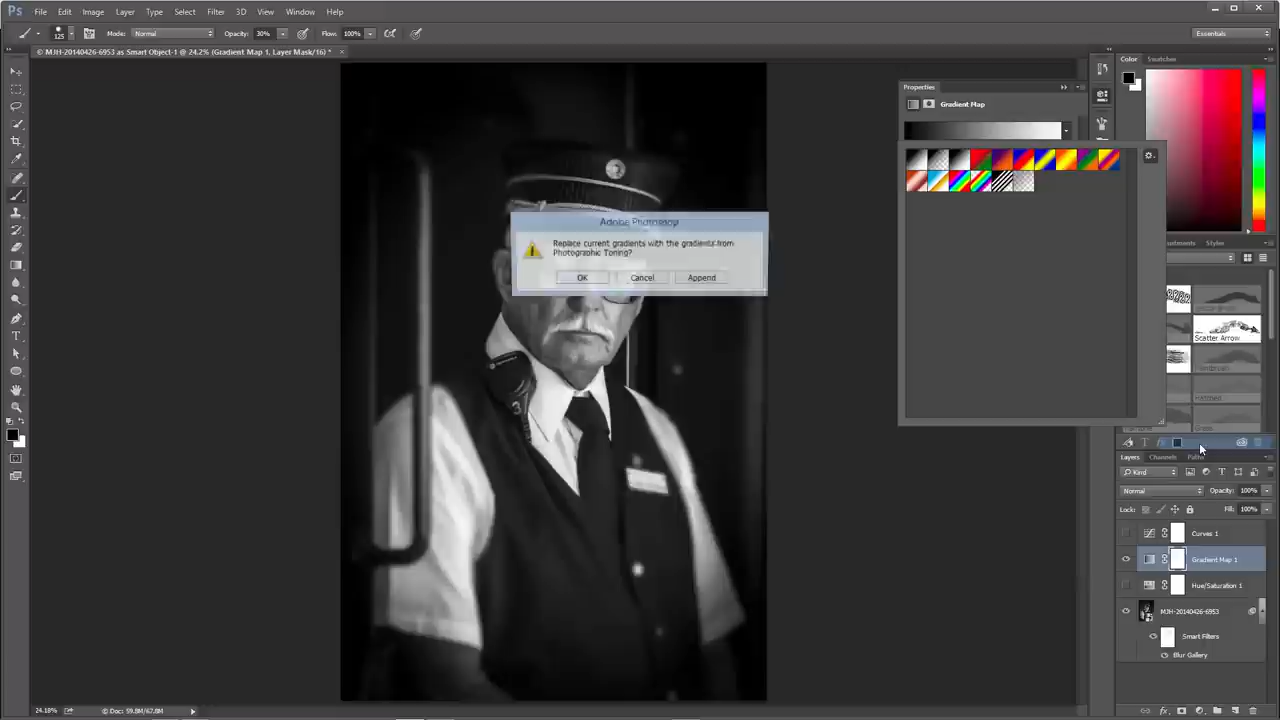 Ps File Edit Image Layer Type Select Filter 3D View Window Help
125 Mode: Normal Opacity: 30% Flow: 100% Essentials
© MJH-20140426-6953 as Smart Object-1 @ 24.2% (Gradient Map 1, Layer Mask/16) * ×
Color Swatches
Properties
Gradient Map
Adobe Photoshop
Replace current gradients with the gradients from
Photographic Toning?
OK Cancel Append
Styles
Scatter Arrow
Hatched
Layers Channels Paths
Kind
Normal Opacity: 100%
Lock: Fill: 100%
Curves 1
Gradient Map 1
Hue/Saturation 1
MJH-20140426-6953
Smart Filters
Blur Gallery
24.18% Doc: 59.8M/67.8M